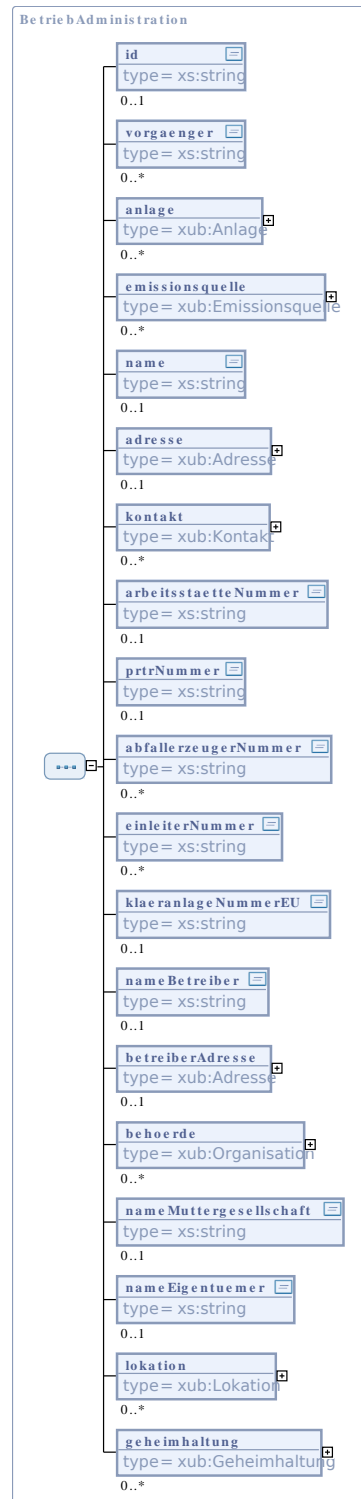 BetriebAdministration
id
type= xs:string
0..1
vorgaenger
type= xs:string
0..*
anlage
type= xub:Anlage
0..*
emissionsquelle
type= xub:Emissionsquelle
0..*
name
type= xs:string
0..1
adresse
type= xub:Adresse
0..1
kontakt
type= xub:Kontakt
0..*
arbeitsstaetteNummer
type= xs:string
0..1
prtrNummer
type= xs:string
0..1
abfallerzeugerNummer
type= xs:string
0..*
einleiterNummer
type= xs:string
0..*
klaeranlageNummerEU
type= xs:string
0..1
nameBetreiber
type= xs:string
0..1
betreiberAdresse
type= xub:Adresse
0..1
behoerde
type= xub:Organisation
0..*
nameMuttergesellschaft
type= xs:string
0..1
nameEigentuemer
type= xs:string
0..1
lokation
type= xub:Lokation
0..*
geheimhaltung
type= xub:Geheimhaltung
0..*